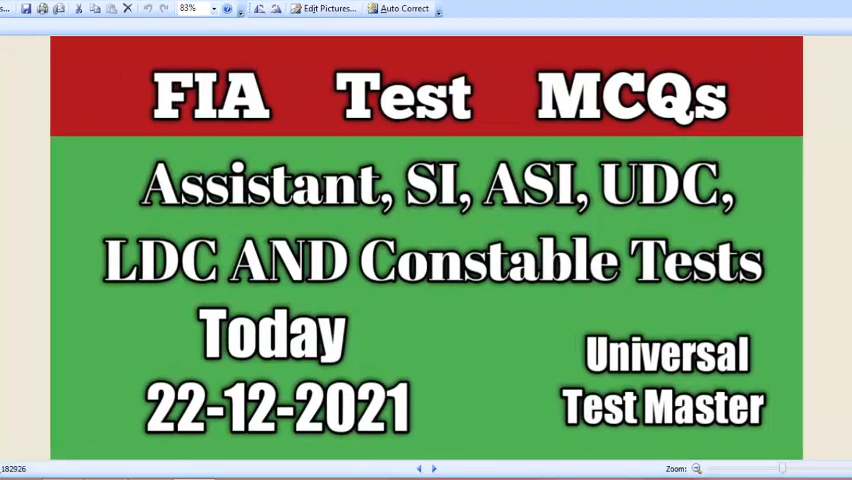 s...
83%
Edit Pictures...
Auto Correct
FIA Test MCQs
Assistant, SI, ASI, UDC,
LDC AND Constable Tests
Today
22-12-2021
Universal
Test Master
_182926
Zoom: